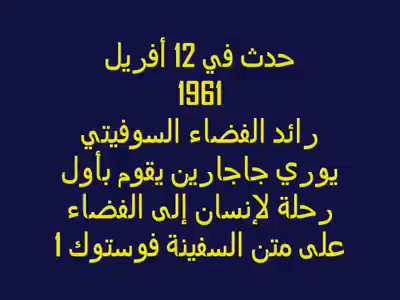 حدث في 12 أفريل
1961
رائد الفضاء السوفيتي
يوري جاجارين يقوم بأول
رحلة لإنسان إلى الفضاء
على متن السفينة فوستوك 1